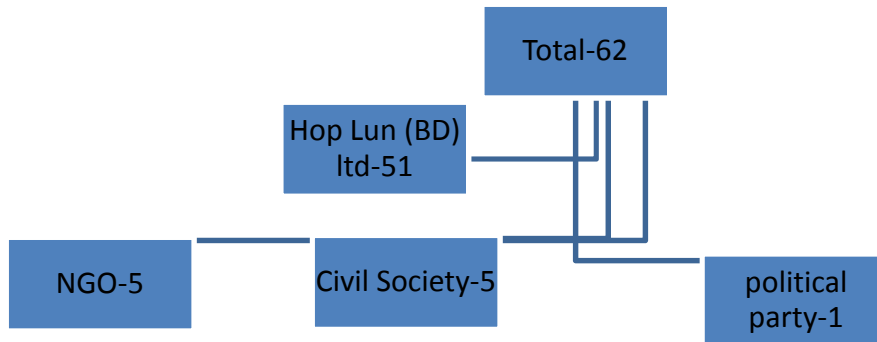 Total-62
Hop Lun (BD)
ltd-51
NGO-5
Civil Society-5
political
party-1